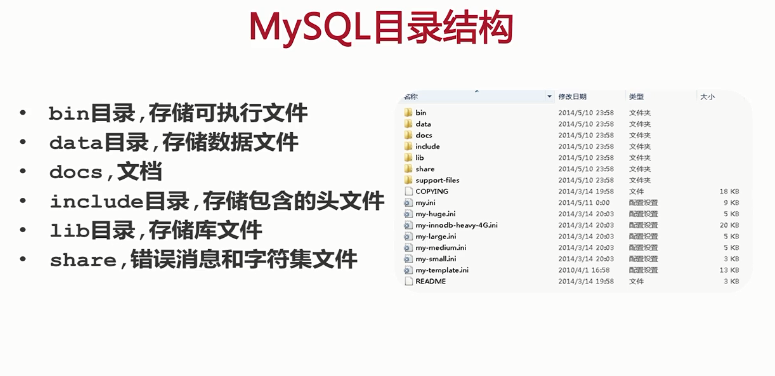 MySQL目录结构
• bin目录,存储可执行文件
• data目录,存储数据文件
• docs,文档
• include目录,存储包含的头文件
• lib目录,存储库文件
• share,错误消息和字符集文件
名称 修改日期 类型 大小
bin 2014/5/10 23:58 文件夹
data 2014/5/10 23:58 文件夹
docs 2014/5/10 23:58 文件夹
include 2014/5/10 23:58 文件夹
lib 2014/5/10 23:58 文件夹
share 2014/5/10 23:58 文件夹
support-files 2014/5/10 23:58 文件夹
COPYING 2014/3/14 19:58 文件 18 KB
my.ini 2014/5/11 0:00 配置设置 9 KB
my-huge.ini 2014/3/14 20:03 配置设置 5 KB
my-innodb-heavy-4G.ini 2014/3/14 20:03 配置设置 20 KB
my-large.ini 2014/3/14 20:03 配置设置 5 KB
my-medium.ini 2014/3/14 20:03 配置设置 5 KB
my-small.ini 2014/3/14 20:03 配置设置 3 KB
my-template.ini 2010/4/1 16:58 配置设置 13 KB
README 2014/3/14 19:58 文件 3 KB